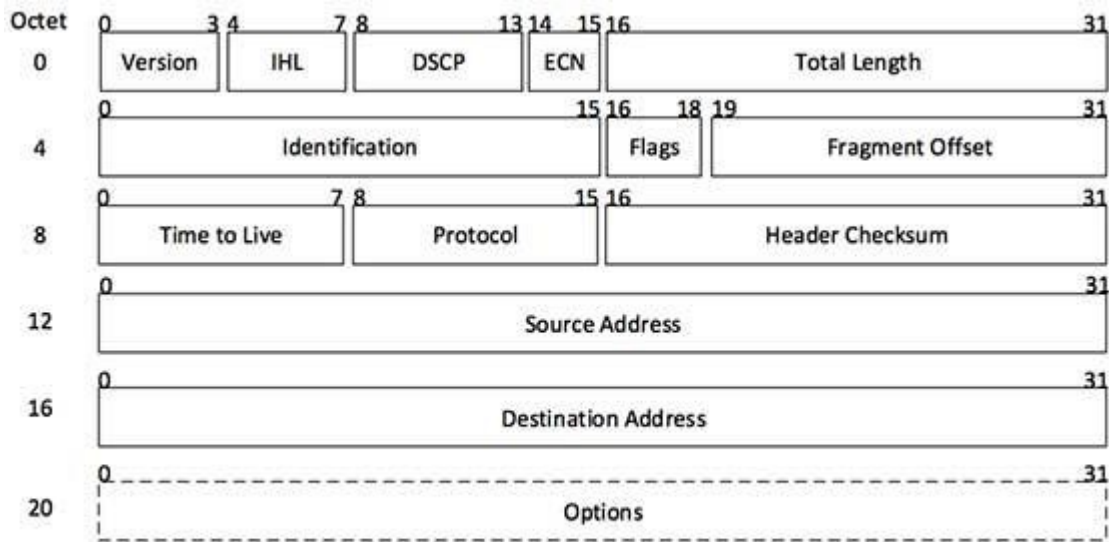 Octet 0 3 4 7 8 13 14 15 16 31
0 Version IHL DSCP ECN Total Length
0 15 16 18 19 31
4 Identification Flags Fragment Offset
0 7 8 15 16 31
8 Time to Live Protocol Header Checksum
0 31
12 Source Address
0 31
16 Destination Address
0 31
20 Options